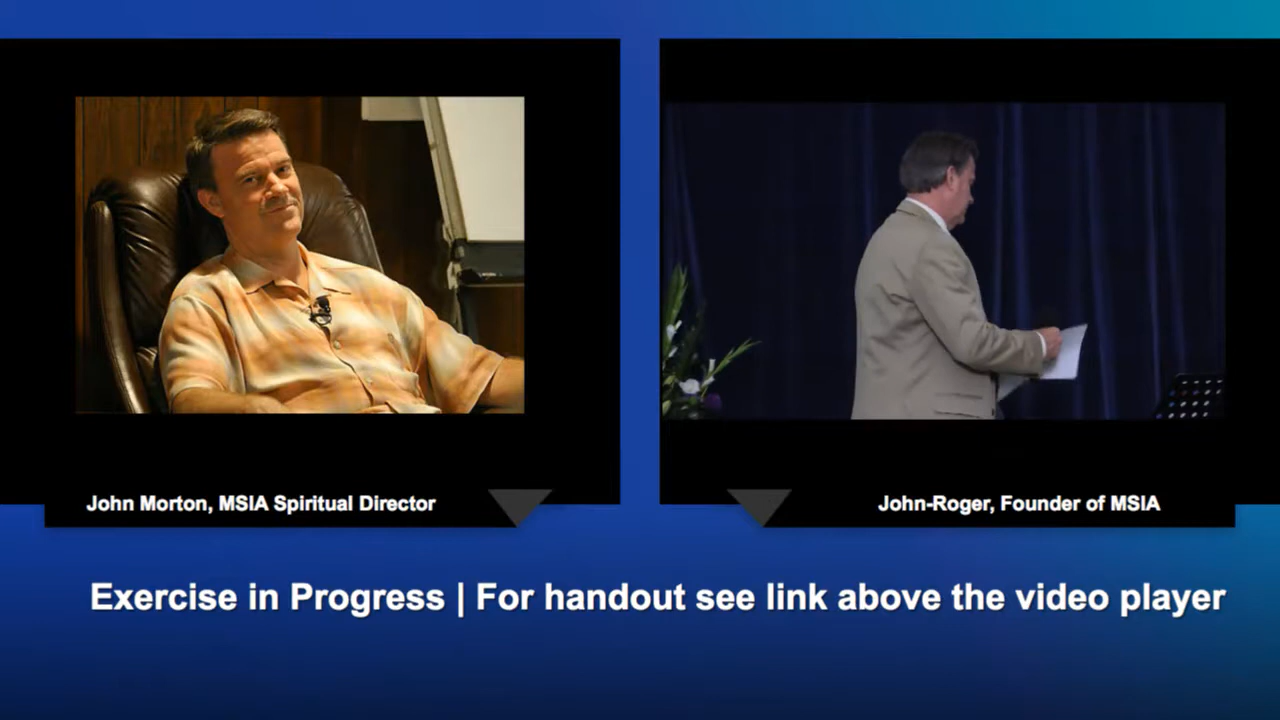 John Morton, MSIA Spiritual Director
John-Roger, Founder of MSIA
Exercise in Progress | For handout see link above the video player